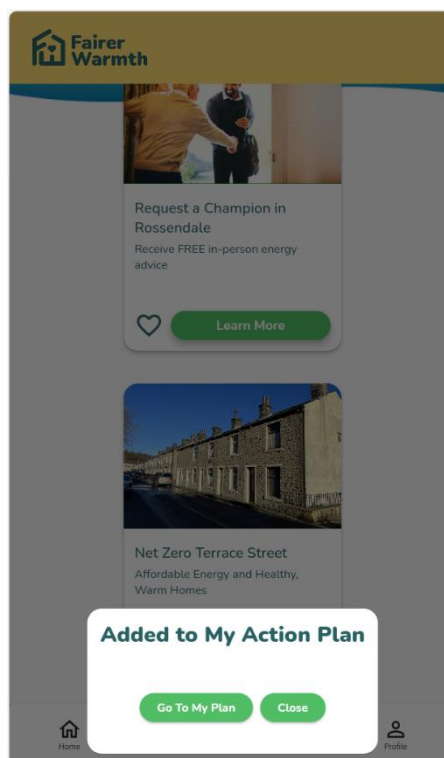 Fairer
Warmth
Request a Champion in
Rossendale
Receive FREE in-person energy
advice
Learn More
Net Zero Terrace Street
Affordable Energy and Healthy,
Warm Homes
Added to My Action Plan
Go To My Plan
Close
Home
Profile